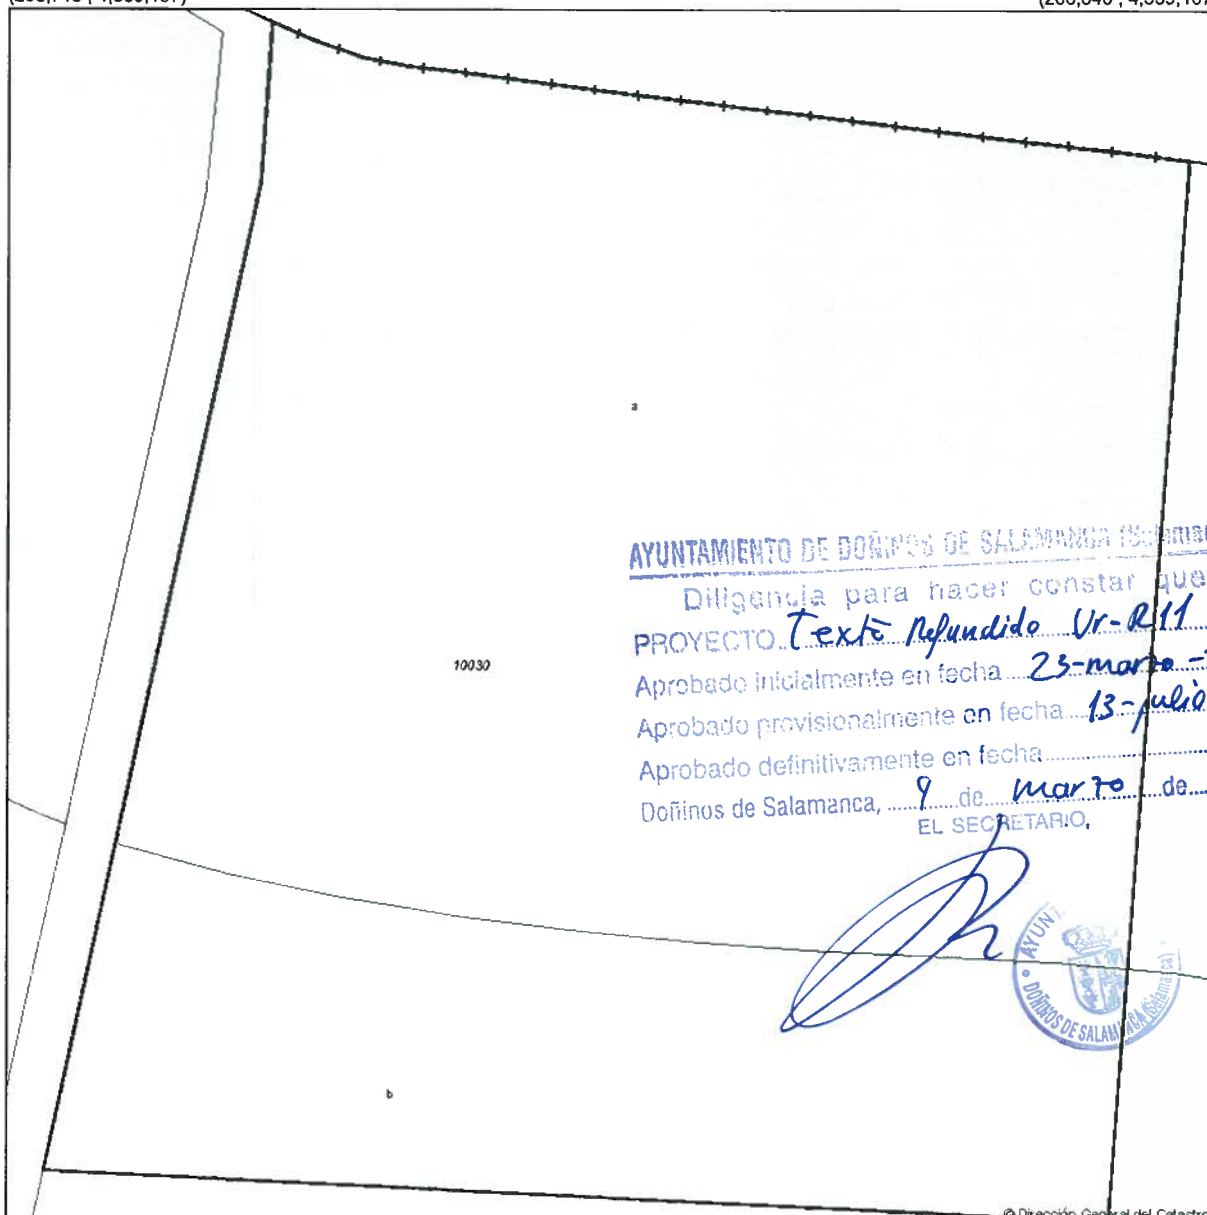 a
AYUNTAMIENTO DE DOÑINOS DE SALAMANCA
Diligencia para hacer constar que
PROYECTO Texto Refundido Ur-R11
10030
Aprobado inicialmente en fecha 23-marzo-
Aprobado provisionalmente en fecha 13-julio
Aprobado definitivamente en fecha
Doñinos de Salamanca, 9 de marzo de
EL SECRETARIO,
AYUNT
DOÑINOS DE SALAMANCA (Salamanca)
b
© Dirección General del Catastro